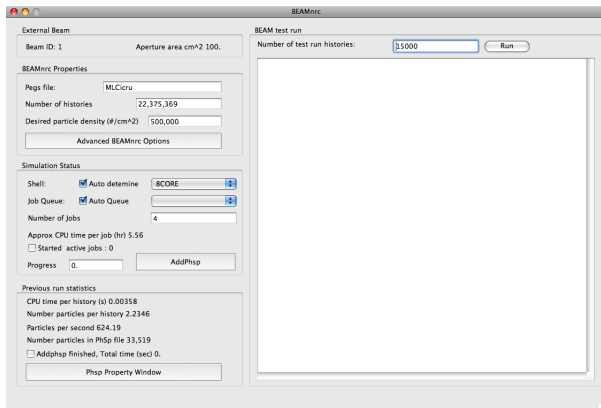 BEAMnrc
External Beam
Beam ID: 1 Aperture area cm^2 100.
BEAMnrc Properties
Pegs file: MLCicru
Number of histories 22,375,369
Desired particle density (#/cm^2) 500,000
Advanced BEAMnrc Options
Simulation Status
Shell: Auto detemine 8CORE
Job Queue: Auto Queue
Number of Jobs 4
Approx CPU time per job (hr) 5.56
Started active jobs : 0
Progress 0. AddPhsp
Previous run statistics
CPU time per history (s) 0.00358
Number particles per history 2.2346
Particles per second 624.19
Number particles in PhSp file 33,519
Addphsp finished, Total time (sec) 0.
Phsp Property Window
BEAM test run
Number of test run histories: 15000 Run